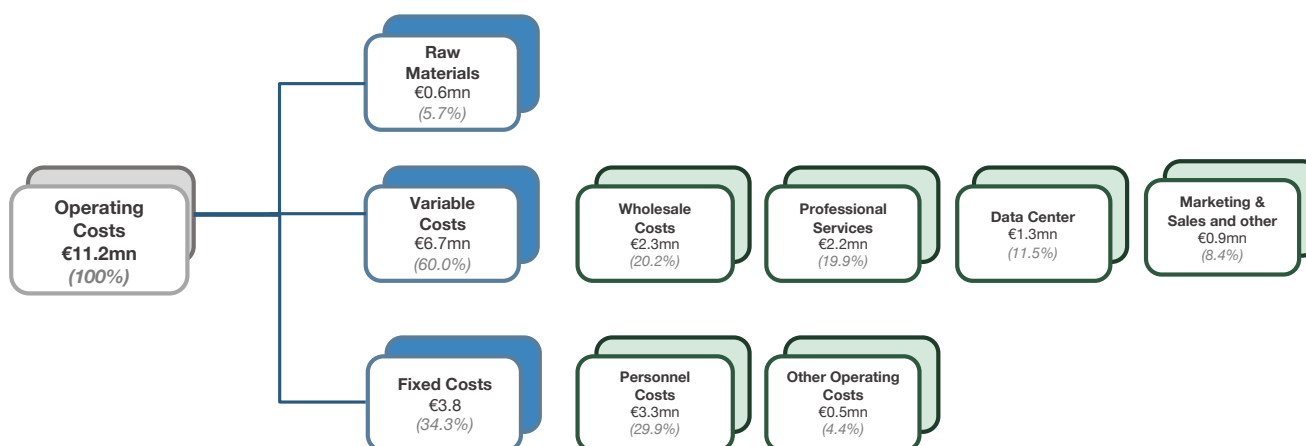 Raw
Materials
€0.6mn
(5.7%)
Operating
Costs
€11.2mn
(100%)
Variable
Costs
€6.7mn
(60.0%)
Wholesale
Costs
€2.3mn
(20.2%)
Professional
Services
€2.2mn
(19.9%)
Data Center
€1.3mn
(11.5%)
Marketing &
Sales and other
€0.9mn
(8.4%)
Fixed Costs
€3.8
(34.3%)
Personnel
Costs
€3.3mn
(29.9%)
Other Operating
Costs
€0.5mn
(4.4%)